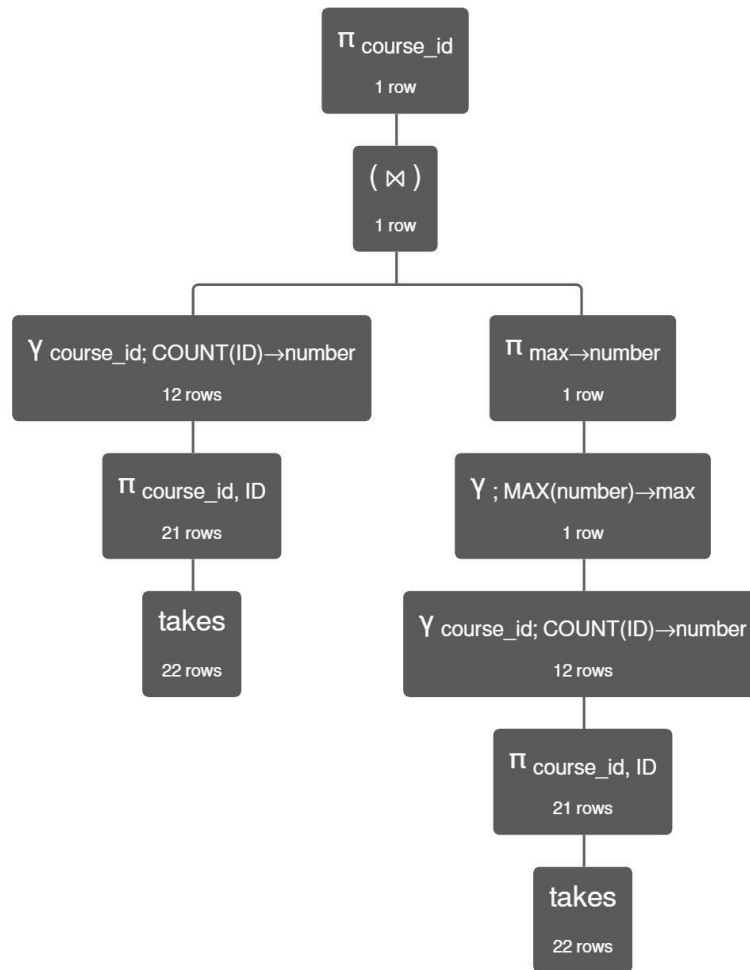 π course_id
1 row
( ⋈ )
1 row
γ course_id; COUNT(ID)→number
12 rows
π max→number
1 row
π course_id, ID
21 rows
γ ; MAX(number)→max
1 row
takes
22 rows
γ course_id; COUNT(ID)→number
12 rows
π course_id, ID
21 rows
takes
22 rows